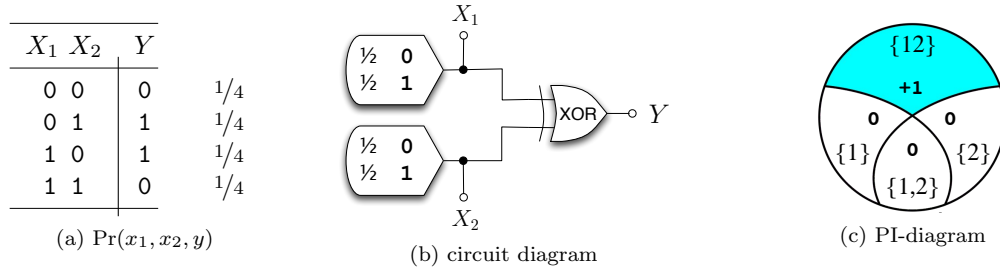 X₁ X₂ Y
0 0 0 1/4
0 1 1 1/4
1 0 1 1/4
1 1 0 1/4
(a) Pr(x₁, x₂, y)
X₁
½ 0
½ 1
½ 0
½ 1
XOR
Y
X₂
(b) circuit diagram
{12}
+1
0 0
{1} 0 {2}
{1,2}
(c) PI-diagram